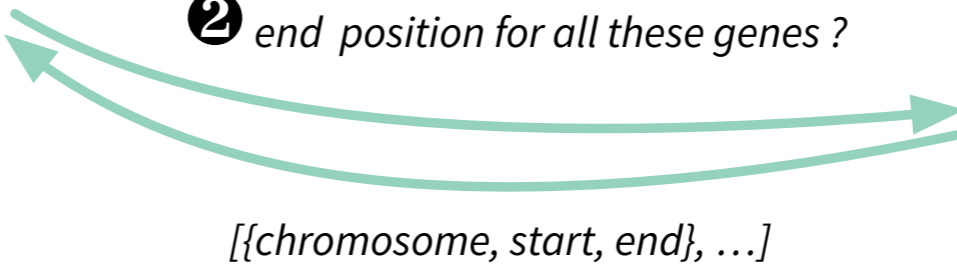 ❷ end position for all these genes ?
[{chromosome, start, end}, …]